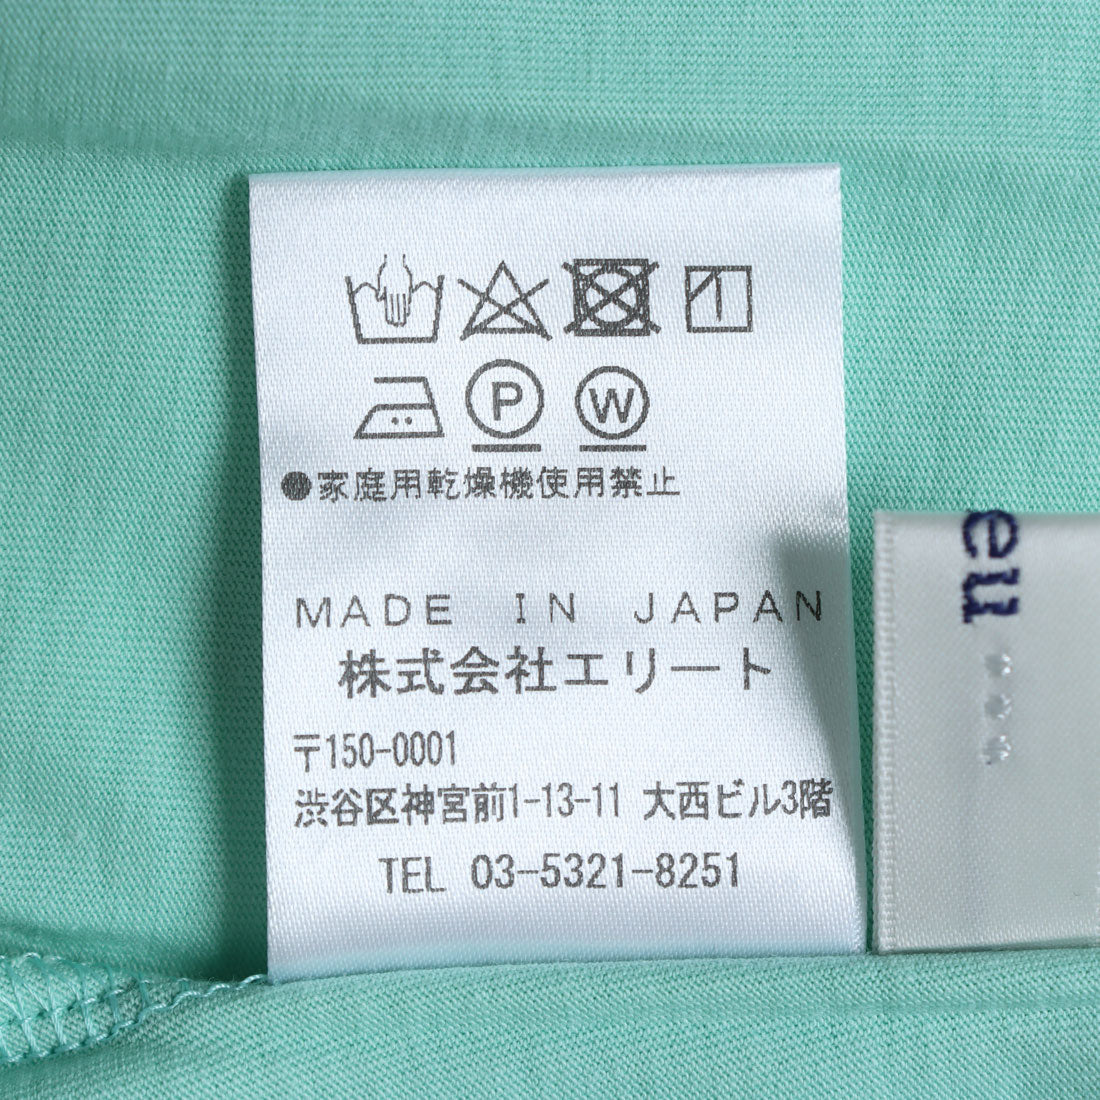 P W
●家庭用乾燥機使用禁止
MADE IN JAPAN
株式会社エリート
〒150-0001
渋谷区神宮前1-13-11 大西ビル3階
TEL 03-5321-8251